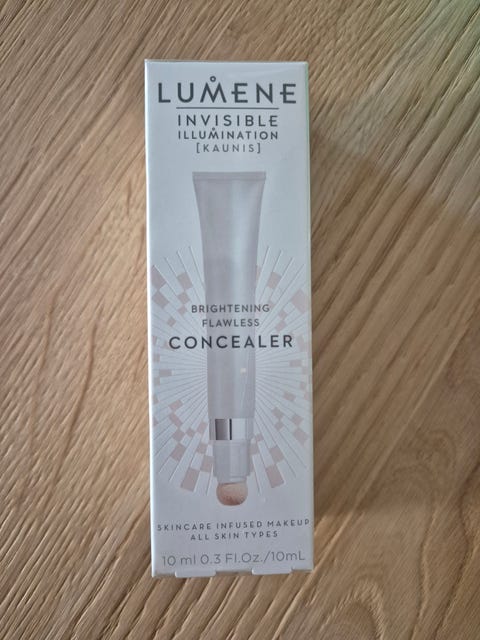 LUMENE
INVISIBLE
ILLUMINATION
[KAUNIS]
BRIGHTENING
FLAWLESS
CONCEALER
SKINCARE INFUSED MAKEUP
ALL SKIN TYPES
10 ml 0.3 Fl.Oz./10mL